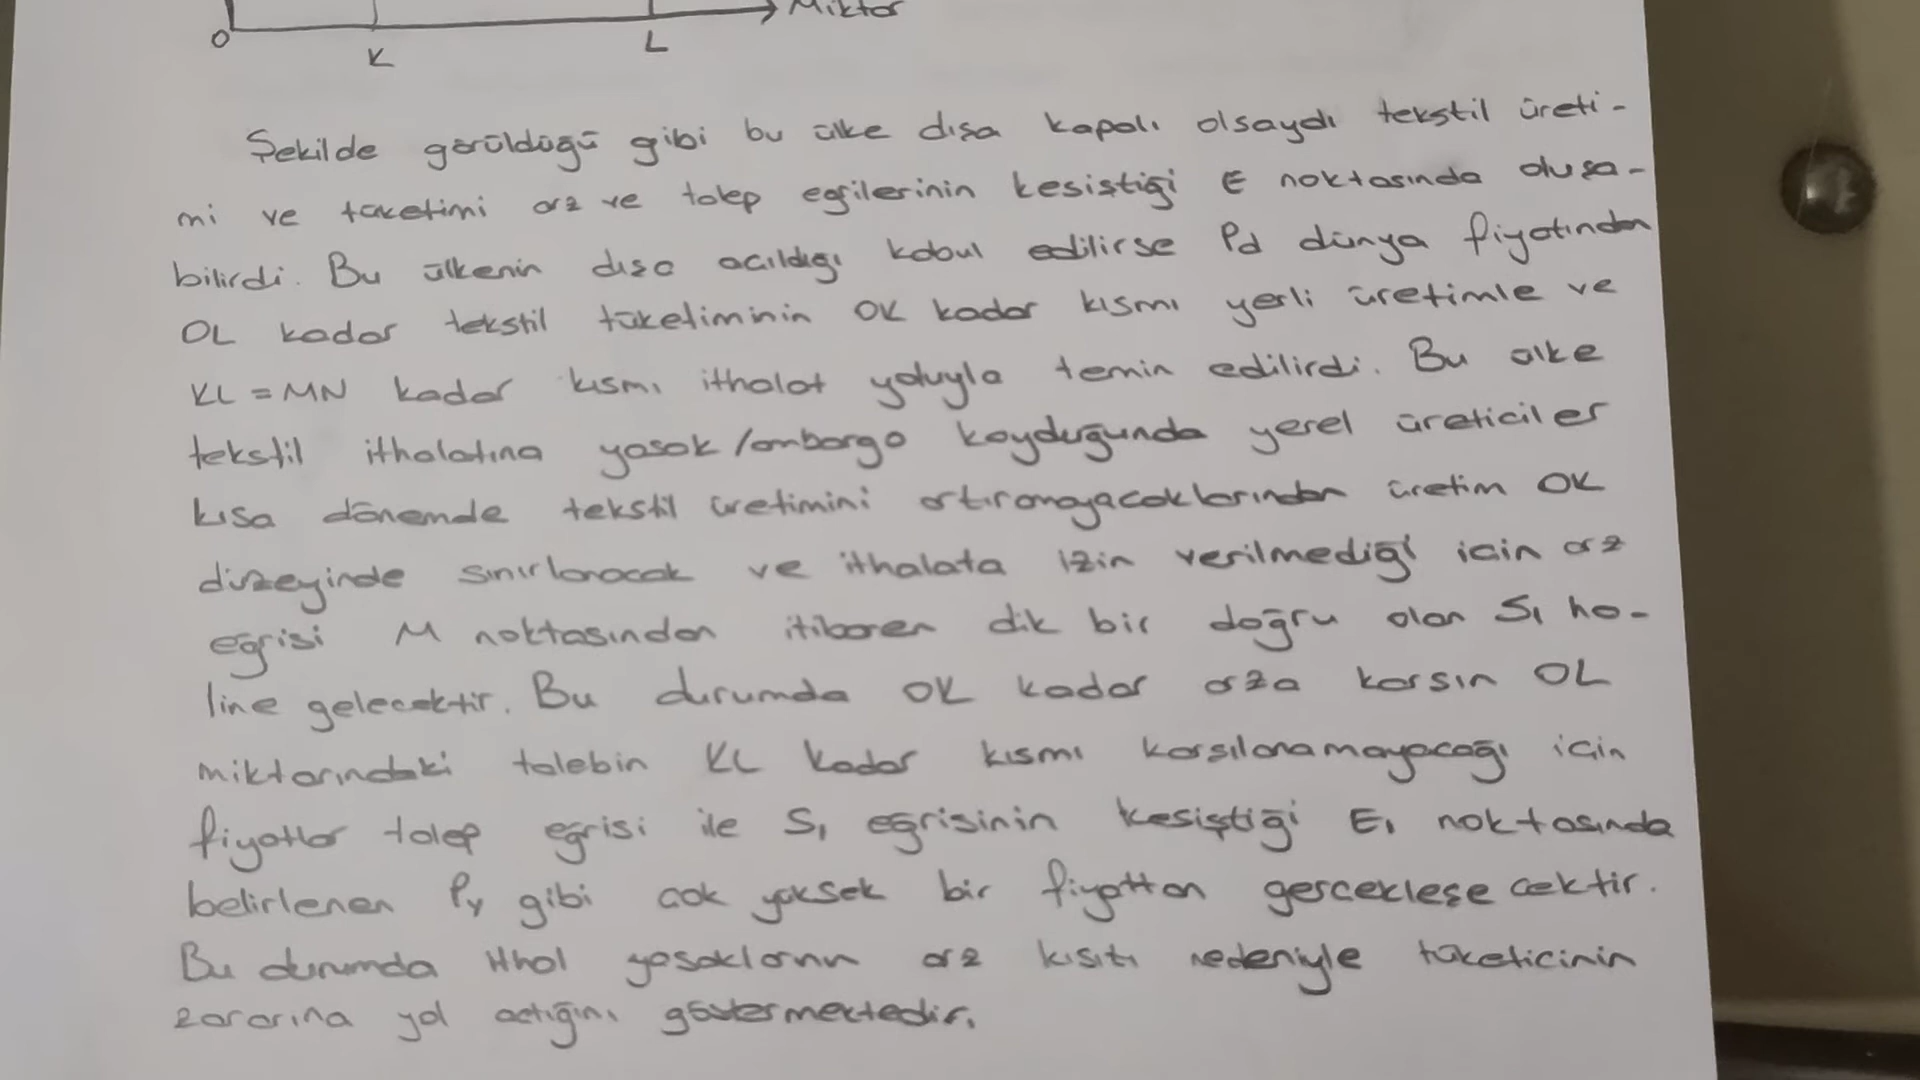 Miktar
O K L
Şekilde görüldüğü gibi bu ülke dışa kapalı olsaydı tekstil üreti-
mi ve tüketimi arz ve talep eğrilerinin kesiştiği E noktasında oluşa-
bilirdi. Bu ülkenin dışa açıldığı kabul edilirse Pd dünya fiyatından
OL kadar tekstil tüketiminin OK kadar kısmı yerli üretimle ve
KL = MN kadar kısmı ithalat yoluyla temin edilirdi. Bu ülke
tekstil ithalatına yasak/ambargo koyduğunda yerel üreticiler
kısa dönemde tekstil üretimini artıramayacaklarından üretim OK
düzeyinde sınırlanacak ve ithalata izin verilmediği için arz
eğrisi M noktasından itibaren dik bir doğru olan S1 ha-
line gelecektir. Bu durumda OK kadar arza karşın OL
miktarındaki talebin KL kadar kısmı karşılanamayacağı için
fiyatlar talep eğrisi ile S1 eğrisinin kesiştiği E1 noktasında
belirlenen Py gibi çok yüksek bir fiyattan gerçekleşecektir.
Bu durumda ithal yasakların arz kısıtı nedeniyle tüketicinin
zararına yol açtığını göstermektedir.